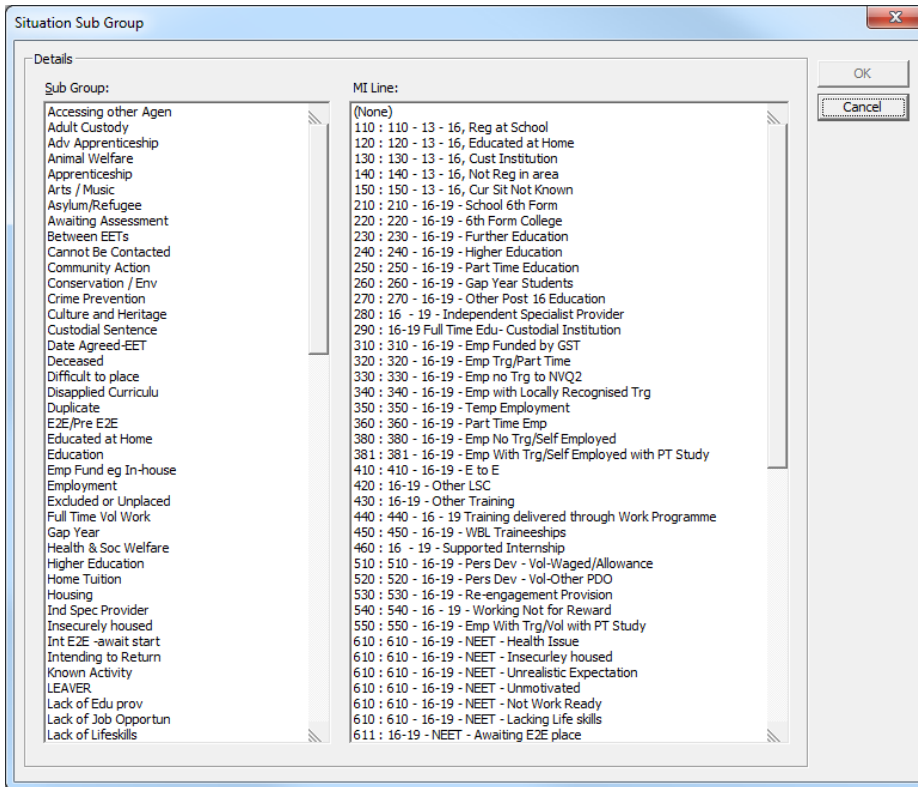 Situation Sub Group
Details
Sub Group:
Accessing other Agen
Adult Custody
Adv Apprenticeship
Animal Welfare
Apprenticeship
Arts / Music
Asylum/Refugee
Awaiting Assessment
Between EETs
Cannot Be Contacted
Community Action
Conservation / Env
Crime Prevention
Culture and Heritage
Custodial Sentence
Date Agreed-EET
Deceased
Difficult to place
Disapplied Curriculu
Duplicate
E2E/Pre E2E
Educated at Home
Education
Emp Fund eg In-house
Employment
Excluded or Unplaced
Full Time Vol Work
Gap Year
Health & Soc Welfare
Higher Education
Home Tuition
Housing
Ind Spec Provider
Insecurely housed
Int E2E -await start
Intending to Return
Known Activity
LEAVER
Lack of Edu prov
Lack of Job Opportun
Lack of Lifeskills
MI Line:
(None)
110 : 110 - 13 - 16, Reg at School
120 : 120 - 13 - 16, Educated at Home
130 : 130 - 13 - 16, Cust Institution
140 : 140 - 13 - 16, Not Reg in area
150 : 150 - 13 - 16, Cur Sit Not Known
210 : 210 - 16-19 - School 6th Form
220 : 220 - 16-19 - 6th Form College
230 : 230 - 16-19 - Further Education
240 : 240 - 16-19 - Higher Education
250 : 250 - 16-19 - Part Time Education
260 : 260 - 16-19 - Gap Year Students
270 : 270 - 16-19 - Other Post 16 Education
280 : 16  - 19 - Independent Specialist Provider
290 : 16-19 Full Time Edu- Custodial Institution
310 : 310 - 16-19 - Emp Funded by GST
320 : 320 - 16-19 - Emp Trg/Part Time
330 : 330 - 16-19 - Emp no Trg to NVQ2
340 : 340 - 16-19 - Emp with Locally Recognised Trg
350 : 350 - 16-19 - Temp Employment
360 : 360 - 16-19 - Part Time Emp
380 : 380 - 16-19 - Emp No Trg/Self Employed
381 : 381 - 16-19 - Emp With Trg/Self Employed with PT Study
410 : 410 - 16-19 - E to E
420 : 16-19 - Other LSC
430 : 16-19 - Other Training
440 : 440 - 16 - 19 Training delivered through Work Programme
450 : 450 - 16-19 - WBL Traineeships
460 : 16  - 19 - Supported Internship
510 : 510 - 16-19 - Pers Dev - Vol-Waged/Allowance
520 : 520 - 16-19 - Pers Dev - Vol-Other PDO
530 : 530 - 16-19 - Re-engagement Provision
540 : 540 - 16 - 19 - Working Not for Reward
550 : 550 - 16-19 - Emp With Trg/Vol with PT Study
610 : 610 - 16-19 - NEET - Health Issue
610 : 610 - 16-19 - NEET - Insecurley housed
610 : 610 - 16-19 - NEET - Unrealistic Expectation
610 : 610 - 16-19 - NEET - Unmotivated
610 : 610 - 16-19 - NEET - Not Work Ready
610 : 610 - 16-19 - NEET - Lacking Life skills
611 : 16-19 - NEET - Awaiting E2E place
OK
Cancel